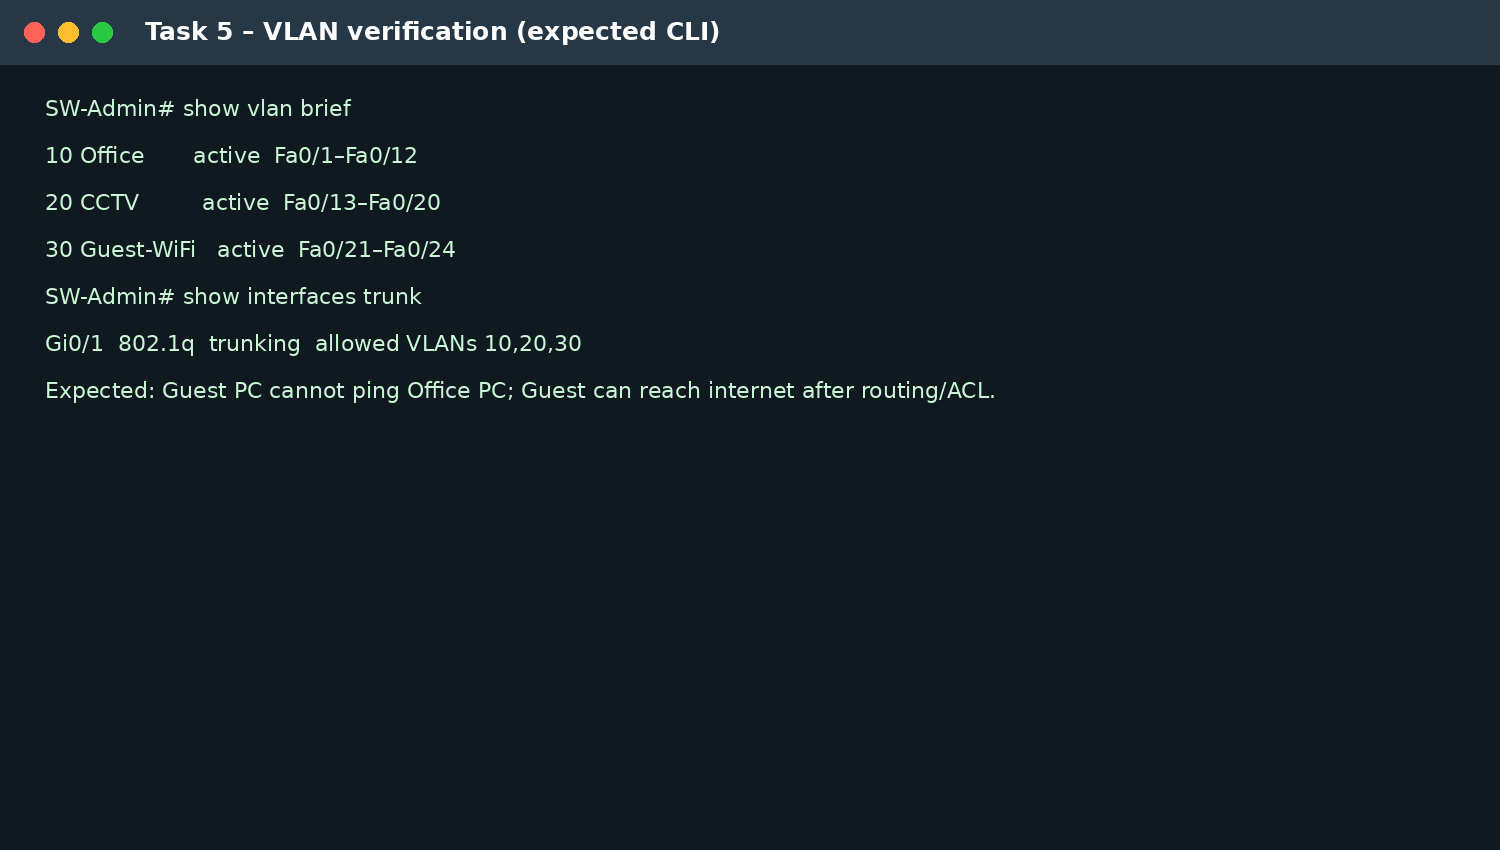 Task 5 – VLAN verification (expected CLI)
SW-Admin# show vlan brief
10 Office       active  Fa0/1–Fa0/12
20 CCTV         active  Fa0/13–Fa0/20
30 Guest-WiFi   active  Fa0/21–Fa0/24
SW-Admin# show interfaces trunk
Gi0/1  802.1q  trunking  allowed VLANs 10,20,30
Expected: Guest PC cannot ping Office PC; Guest can reach internet after routing/ACL.